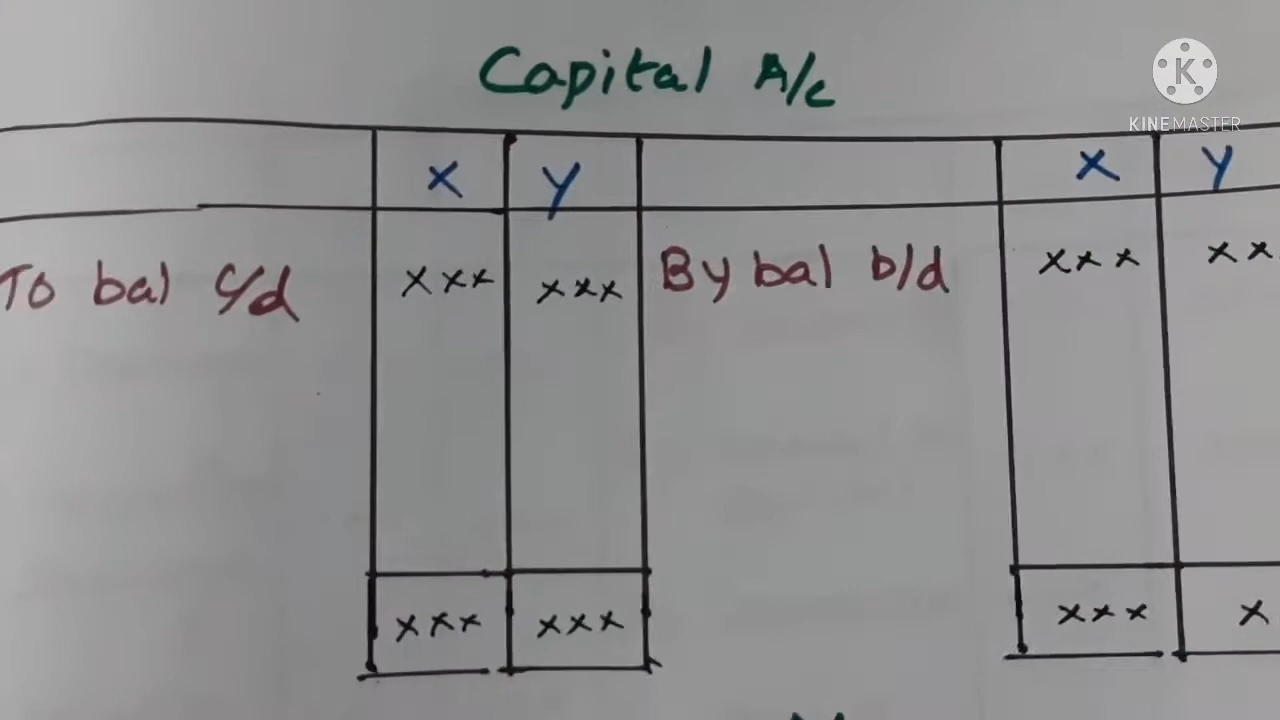 Capital A/c
K
KINEMASTER
X Y X Y
To bal c/d xxx xxx By bal b/d xxx xx
xxx xxx xxx x